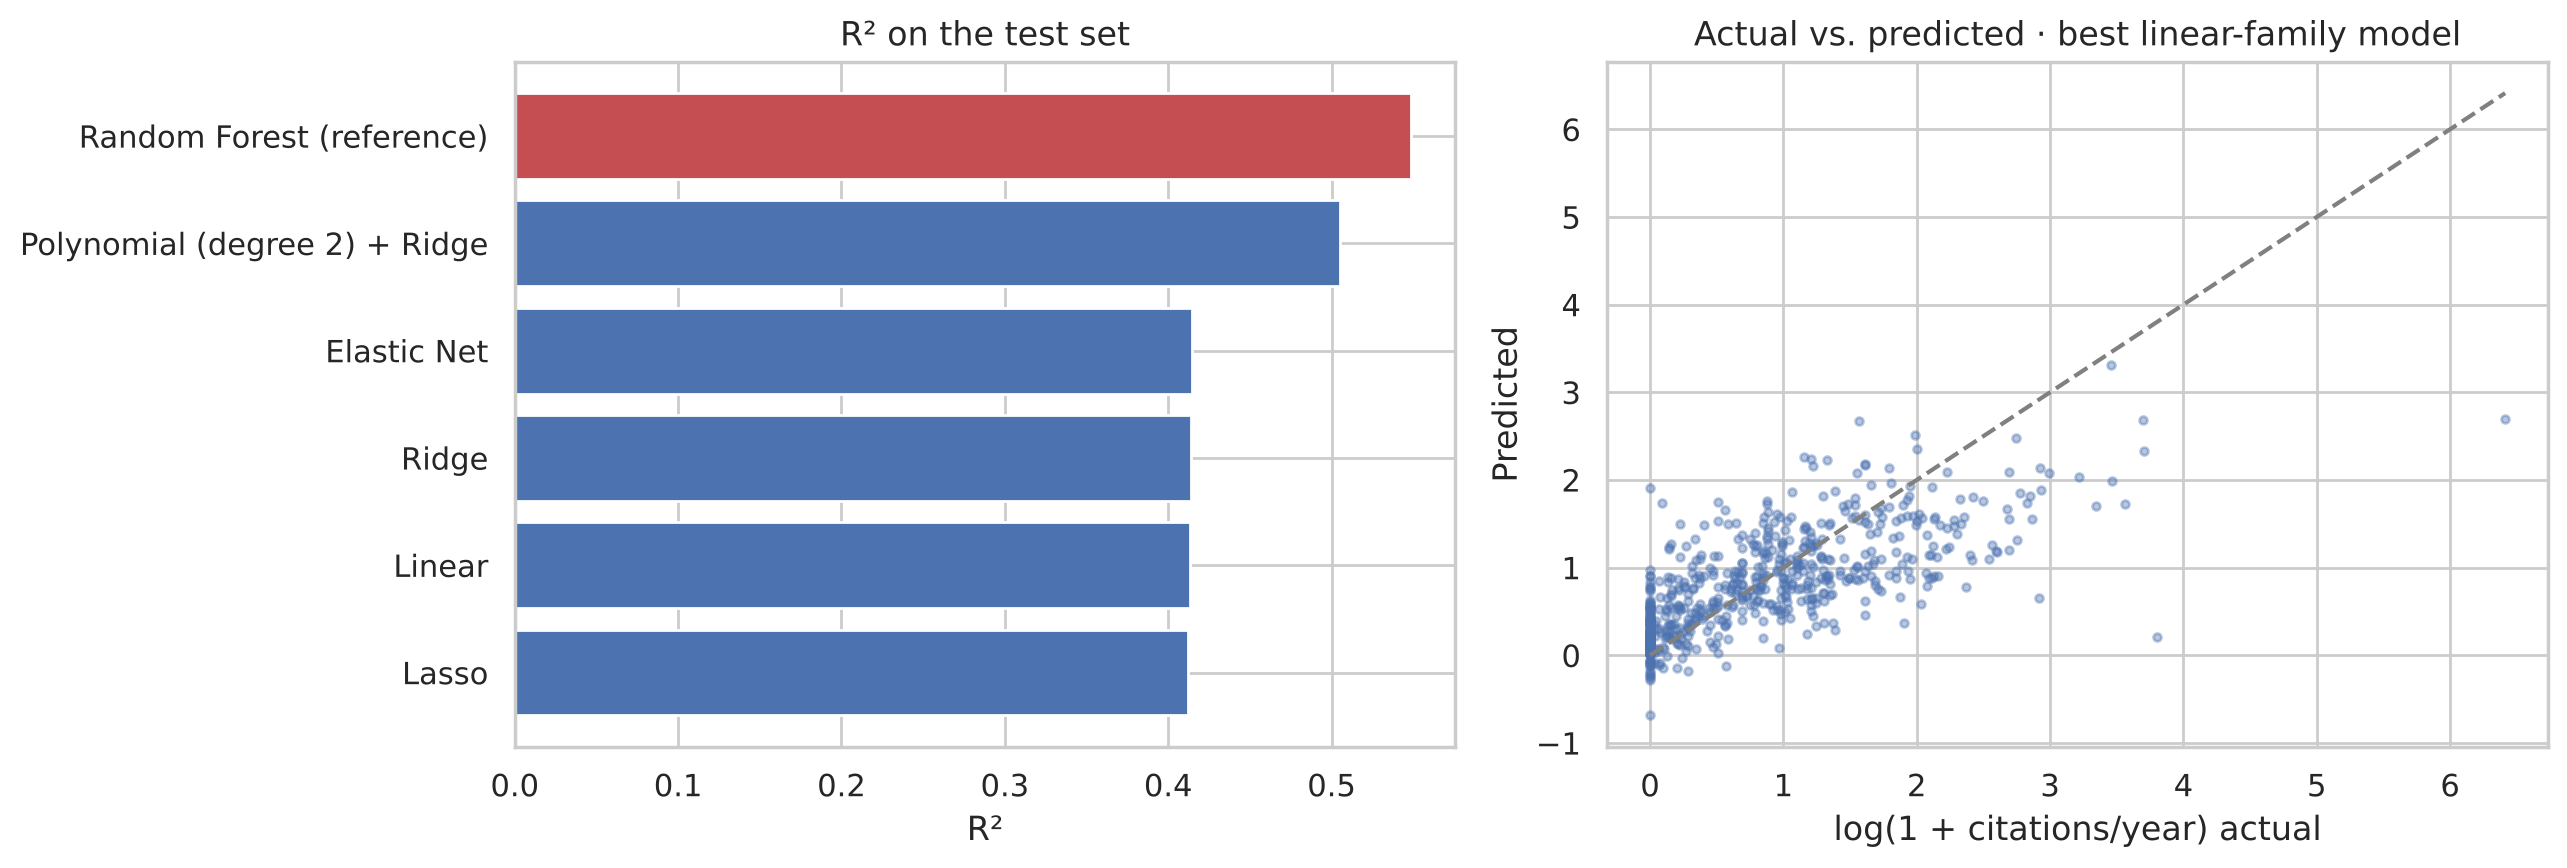 R² on the test set
Random Forest (reference)
Polynomial (degree 2) + Ridge
Elastic Net
Ridge
Linear
Lasso
0.0 0.1 0.2 0.3 0.4 0.5
R²
Actual vs. predicted · best linear-family model
Predicted
6
5
4
3
2
1
0
−1
0 1 2 3 4 5 6
log(1 + citations/year) actual